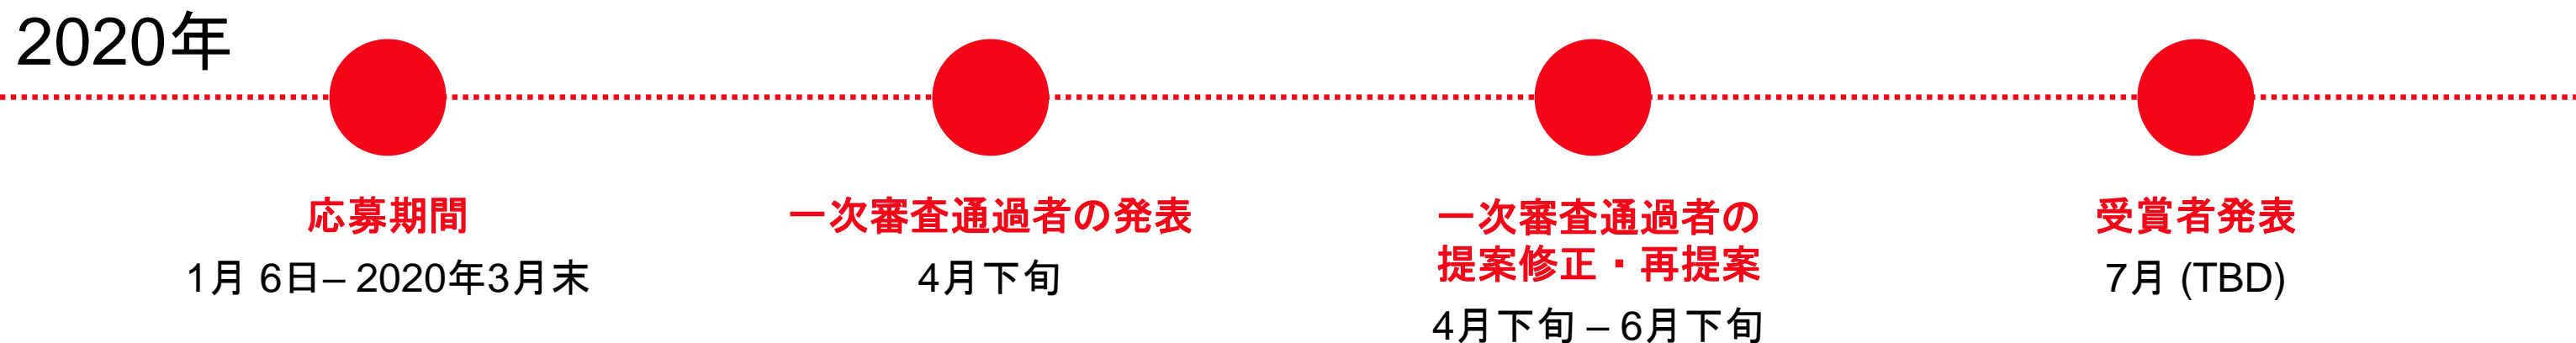 2020年
応募期間
1月 6日– 2020年3月末
一次審査通過者の発表
4月下旬
一次審査通過者の
提案修正・再提案
4月下旬 – 6月下旬
受賞者発表
7月 (TBD)